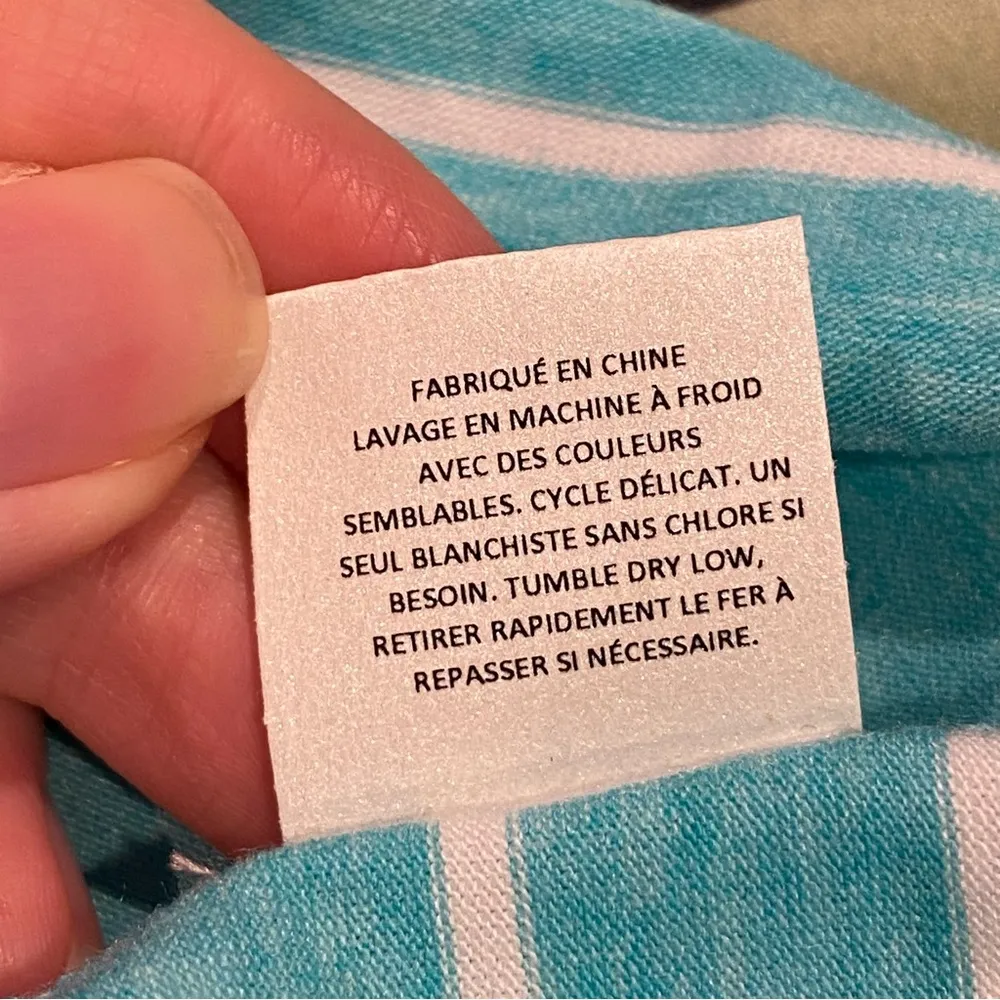 FABRIQUÉ EN CHINE
LAVAGE EN MACHINE À FROID
AVEC DES COULEURS
SEMBLABLES. CYCLE DÉLICAT. UN
SEUL BLANCHISTE SANS CHLORE SI
BESOIN. TUMBLE DRY LOW,
RETIRER RAPIDEMENT LE FER À
REPASSER SI NÉCESSAIRE.